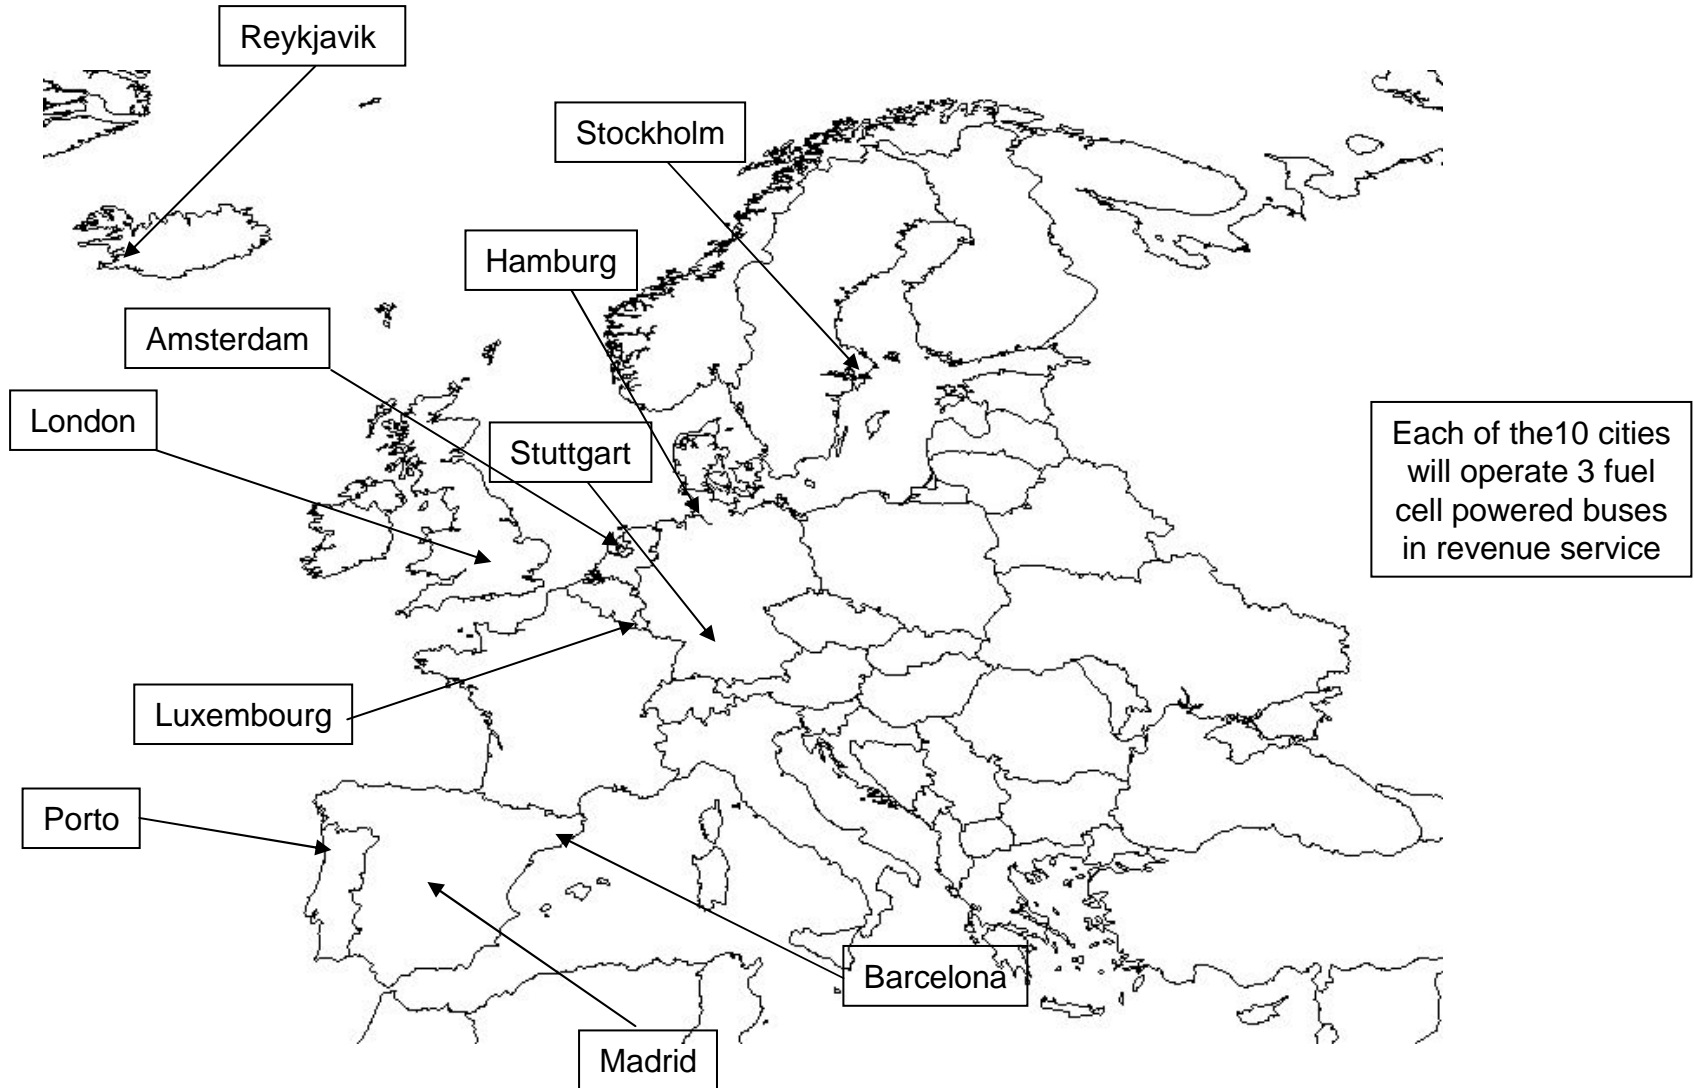 Reykjavik
Stockholm
Hamburg
Amsterdam
London
Stuttgart
Each of the10 cities
will operate 3 fuel
cell powered buses
in revenue service
Luxembourg
Porto
Barcelona
Madrid